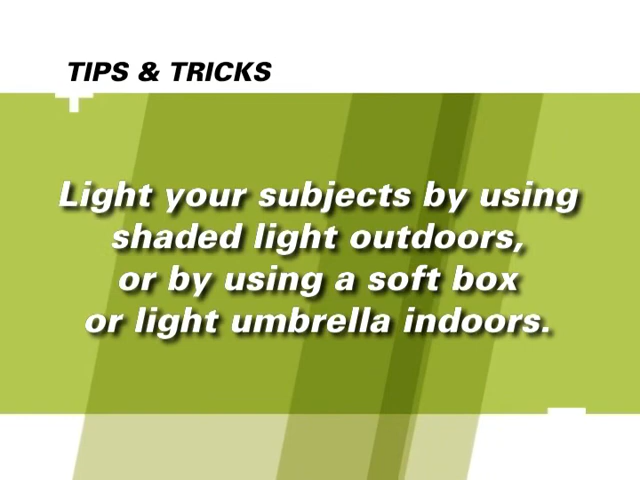 TIPS & TRICKS
Light your subjects by using
shaded light outdoors,
or by using a soft box
or light umbrella indoors.